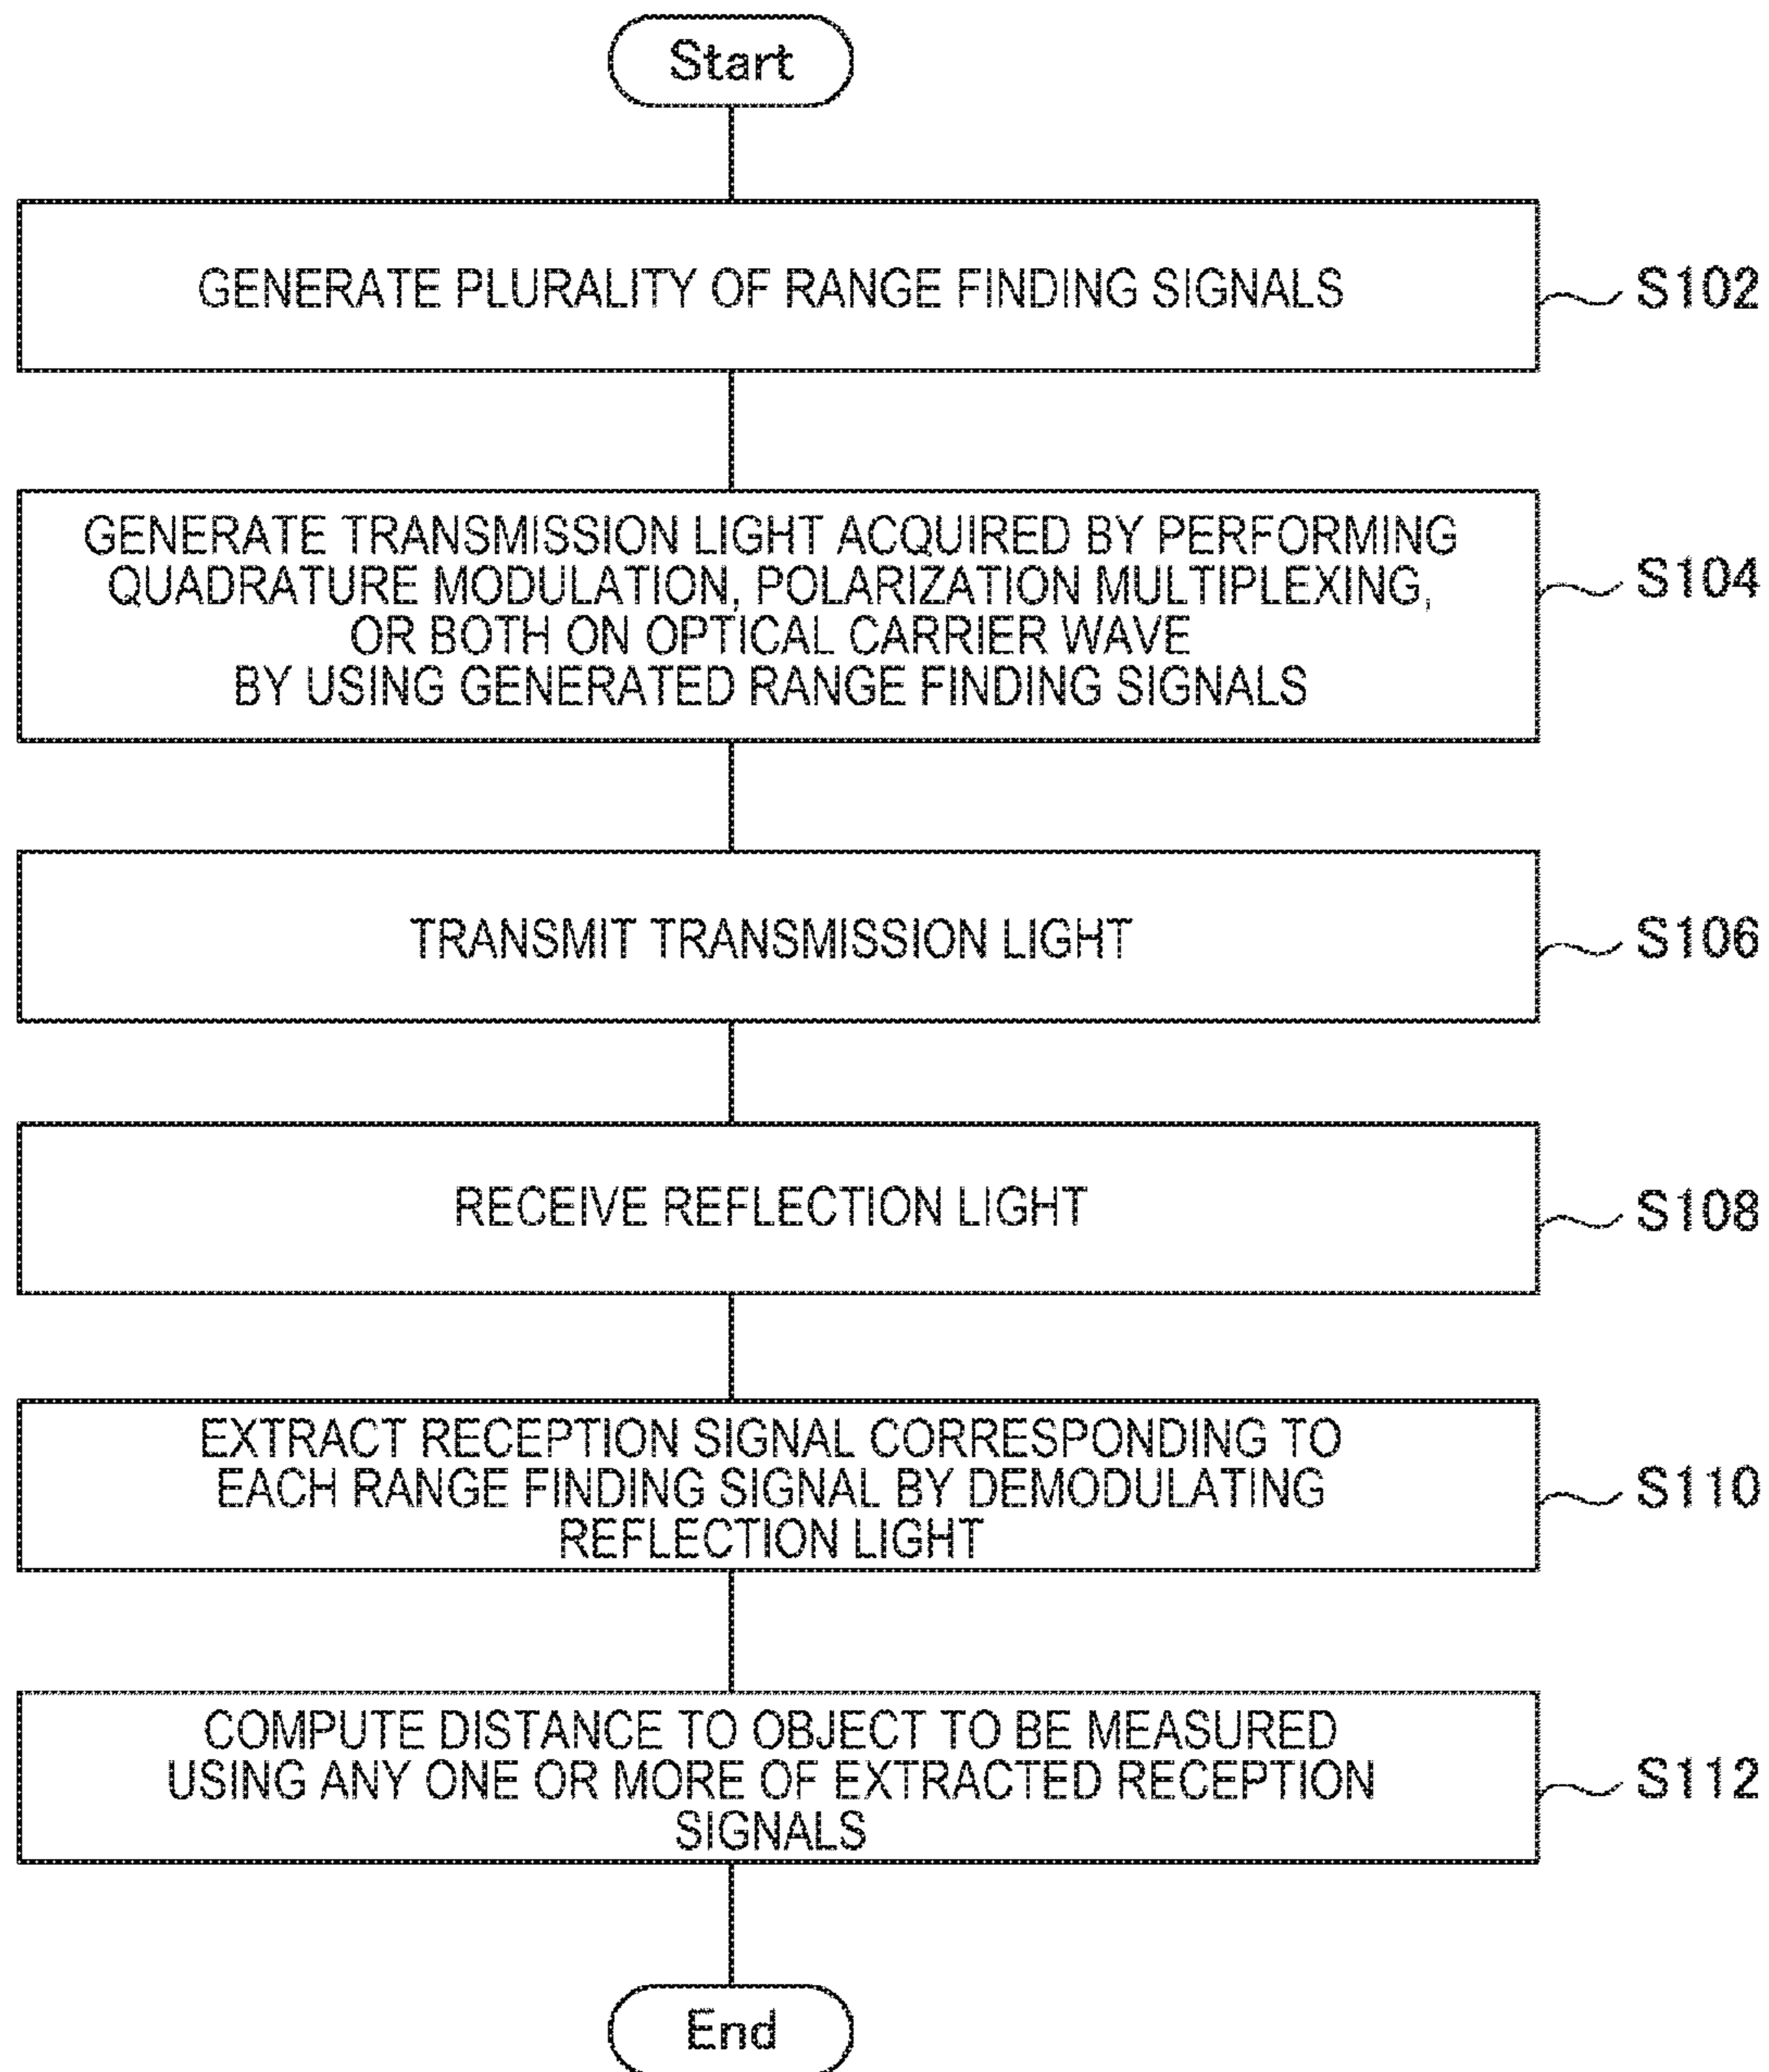 Start
GENERATE PLURALITY OF RANGE FINDING SIGNALS
S102
GENERATE TRANSMISSION LIGHT ACQUIRED BY PERFORMING
QUADRATURE MODULATION, POLARIZATION MULTIPLEXING,
OR BOTH ON OPTICAL CARRIER WAVE
BY USING GENERATED RANGE FINDING SIGNALS
S104
TRANSMIT TRANSMISSION LIGHT
S106
RECEIVE REFLECTION LIGHT
S108
EXTRACT RECEPTION SIGNAL CORRESPONDING TO
EACH RANGE FINDING SIGNAL BY DEMODULATING
REFLECTION LIGHT
S110
COMPUTE DISTANCE TO OBJECT TO BE MEASURED
USING ANY ONE OR MORE OF EXTRACTED RECEPTION
SIGNALS
S112
End